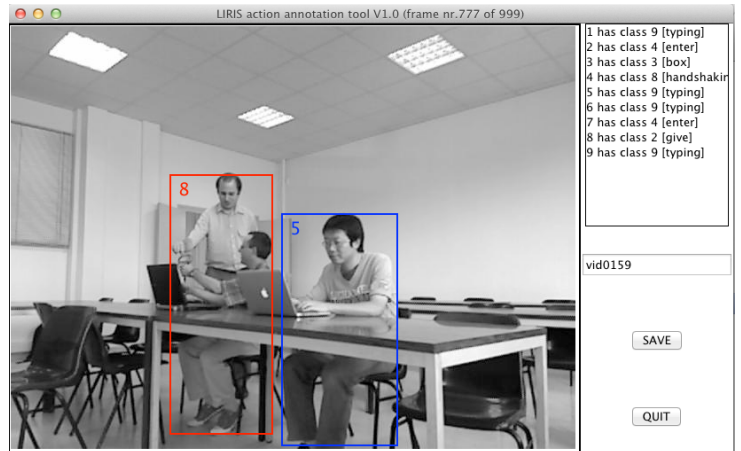 LIRIS action annotation tool V1.0 (frame nr.777 of 999)
1 has class 9 [typing]
2 has class 4 [enter]
3 has class 3 [box]
4 has class 8 [handshakin
5 has class 9 [typing]
6 has class 9 [typing]
7 has class 4 [enter]
8 has class 2 [give]
9 has class 9 [typing]
8
5
vid0159
SAVE
QUIT